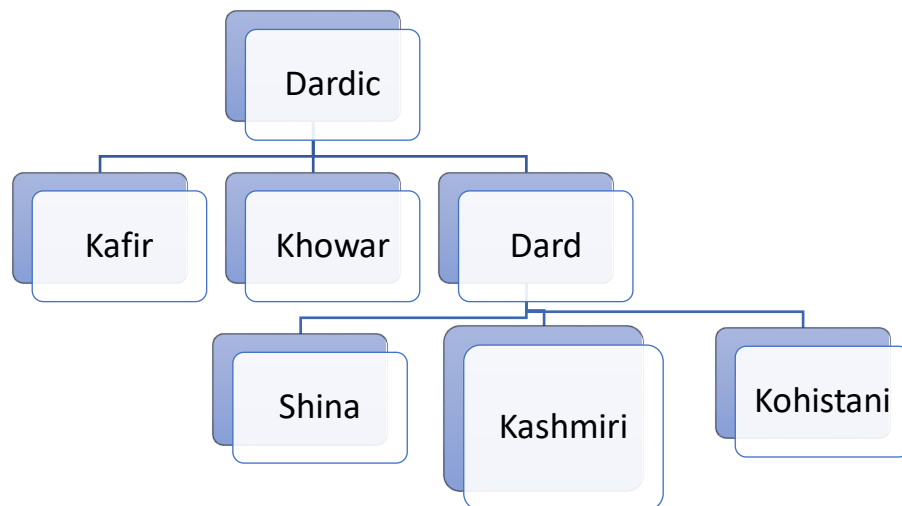 Dardic
Kafir
Khowar
Dard
Shina
Kashmiri
Kohistani